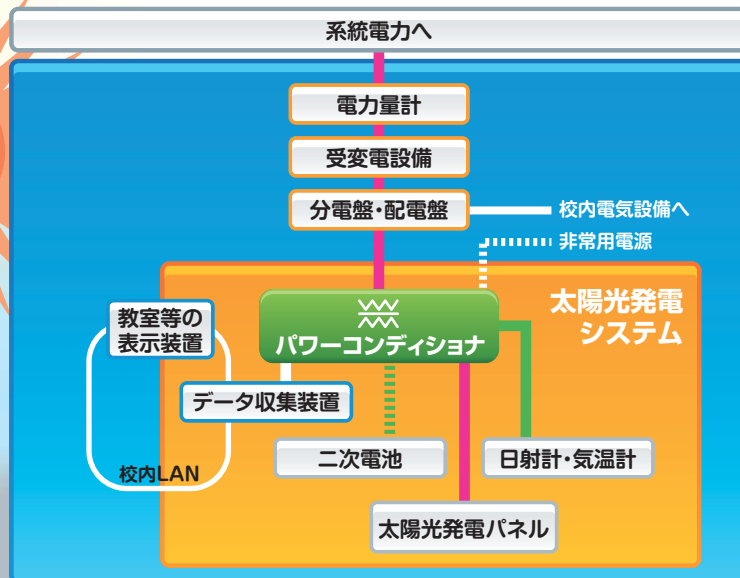 系統電力へ
電力量計
受変電設備
分電盤・配電盤
校内電気設備へ
非常用電源
太陽光発電
システム
教室等の
表示装置
パワーコンディショナ
データ収集装置
二次電池
日射計・気温計
校内LAN
太陽光発電パネル